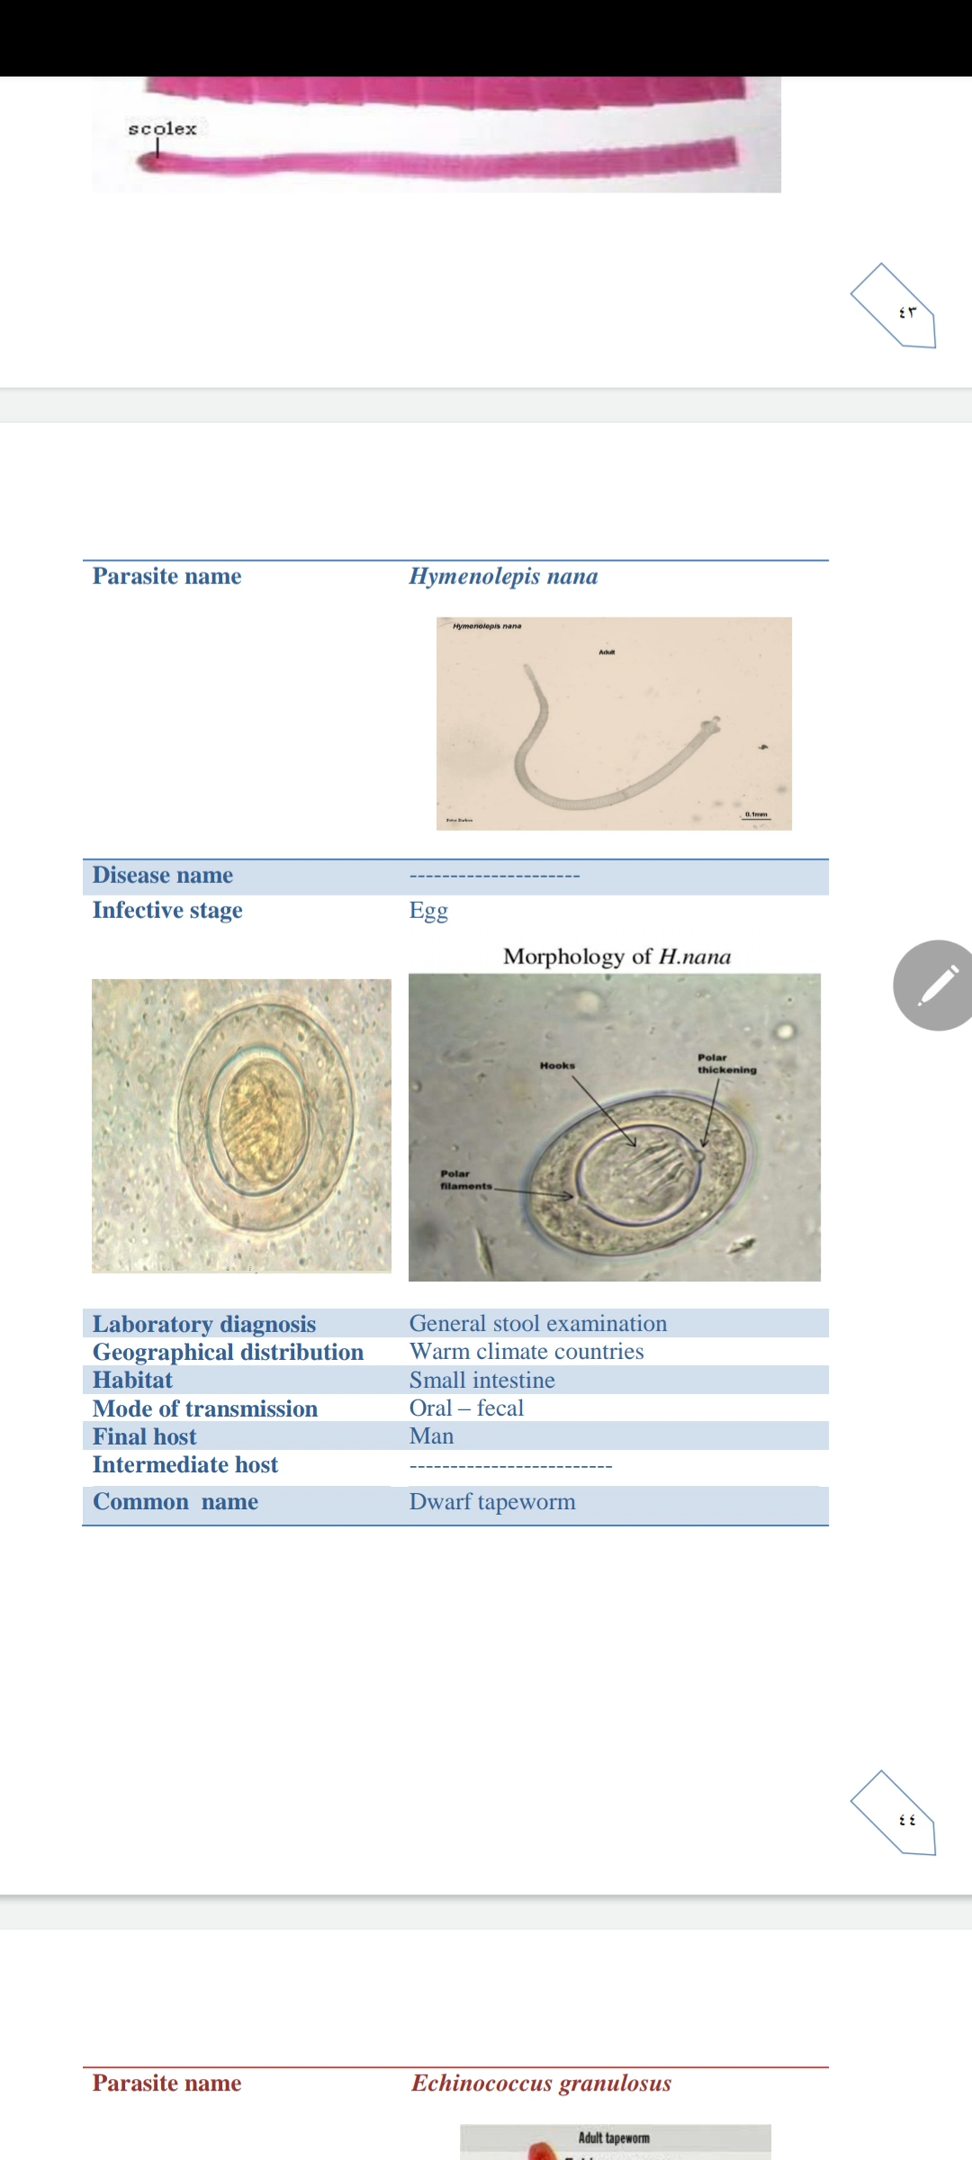 scolex
٤٣
Parasite name Hymenolepis nana
Hymenolepis nana
Adult
0.1mm
Disease name ---------------------
Infective stage Egg
Morphology of H.nana
Hooks
Polar
thickening
Polar
filaments
Laboratory diagnosis General stool examination
Geographical distribution Warm climate countries
Habitat Small intestine
Mode of transmission Oral – fecal
Final host Man
Intermediate host -------------------------
Common name Dwarf tapeworm
٤٤
Parasite name Echinococcus granulosus
Adult tapeworm